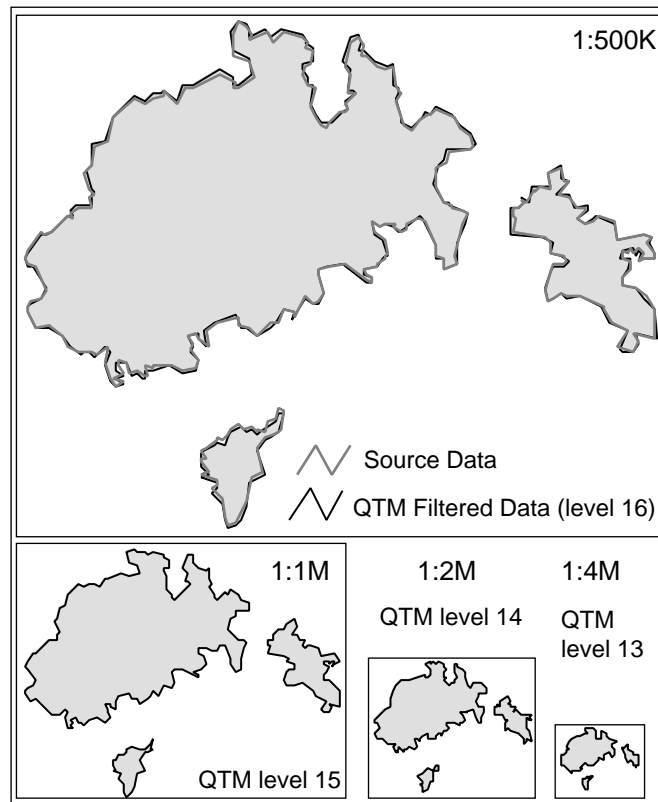 1:500K
Source Data
QTM Filtered Data (level 16)
1:1M
QTM level 15
1:2M
QTM level 14
1:4M
QTM
level 13